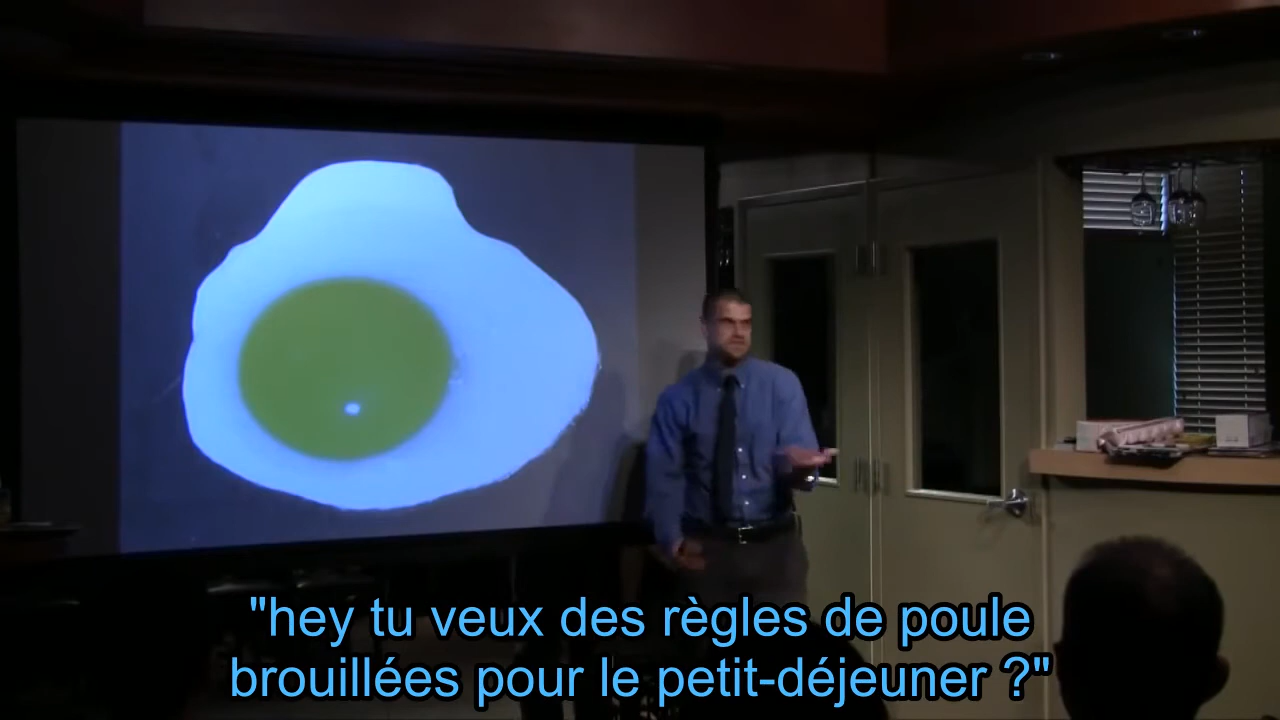 "hey tu veux des règles de poule
brouillées pour le petit-déjeuner ?"